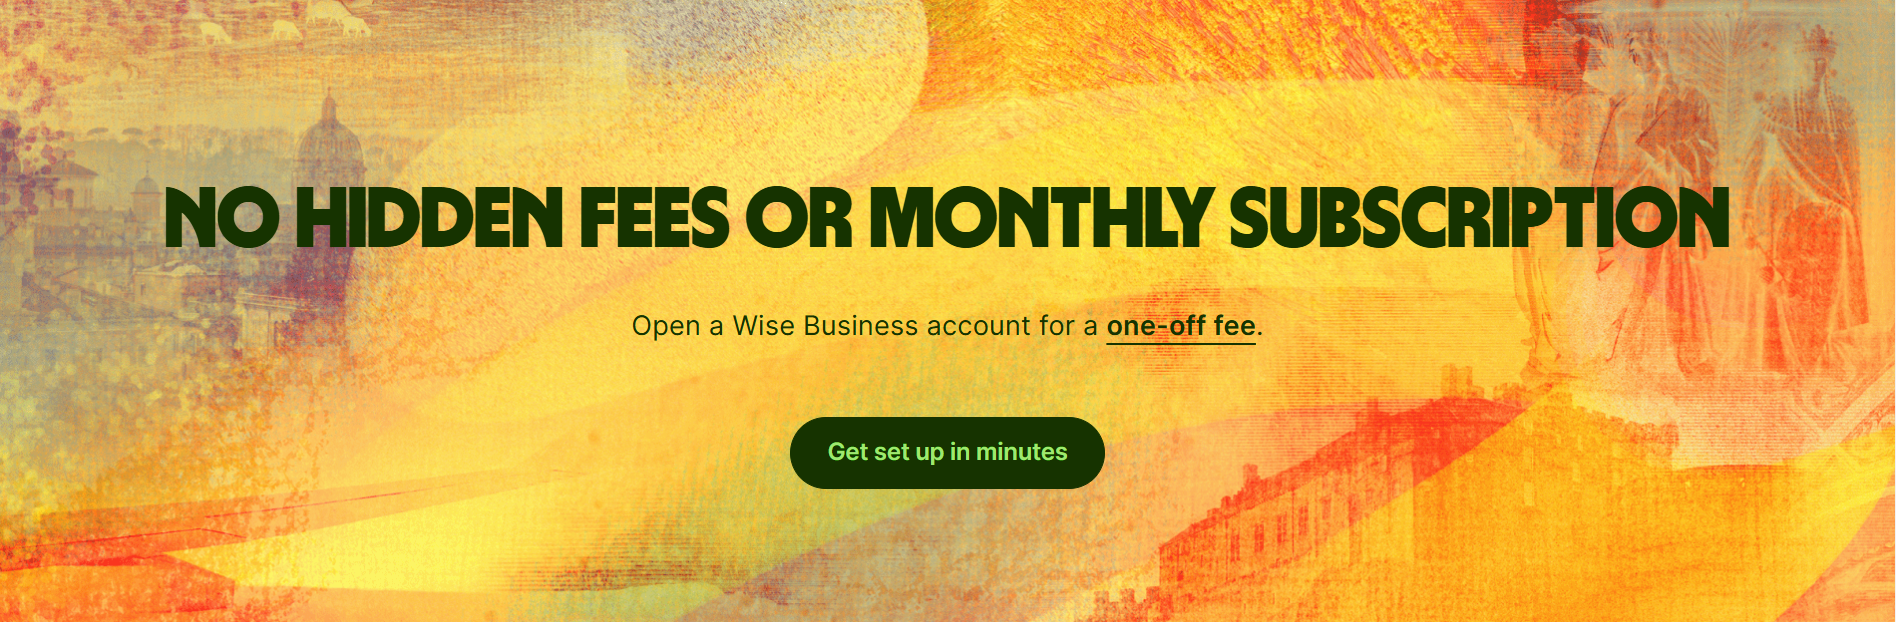 NO HIDDEN FEES OR MONTHLY SUBSCRIPTION
Open a Wise Business account for a one-off fee.
Get set up in minutes